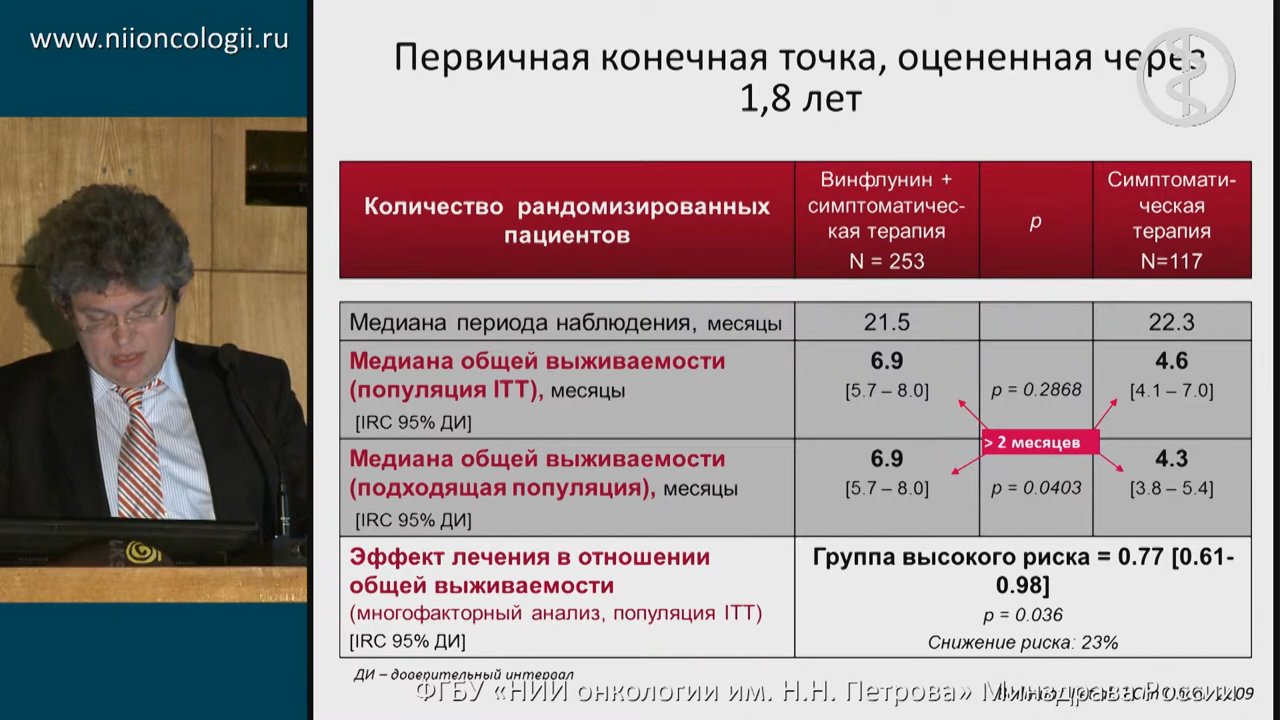 www.niioncologii.ru
Первичная конечная точка, оцененная через
1,8 лет
Количество рандомизированных
пациентов
Винфлунин +
симптоматичес-
кая терапия
N = 253
p
Симптомати-
ческая
терапия
N=117
Медиана периода наблюдения, месяцы
21.5
22.3
Медиана общей выживаемости
(популяция ITT), месяцы
[IRC 95% ДИ]
6.9
[5.7 – 8.0]
p = 0.2868
4.6
[4.1 – 7.0]
> 2 месяцев
Медиана общей выживаемости
(подходящая популяция), месяцы
[IRC 95% ДИ]
6.9
[5.7 – 8.0]
p = 0.0403
4.3
[3.8 – 5.4]
Эффект лечения в отношении
общей выживаемости
(многофакторный анализ, популяция ITT)
[IRC 95% ДИ]
Группа высокого риска = 0.77 [0.61-
0.98]
p = 0.036
Снижение риска: 23%
ДИ – доверительный интервал
ФГБУ «НИИ онкологии им. Н.Н. Петрова» Минздрава России